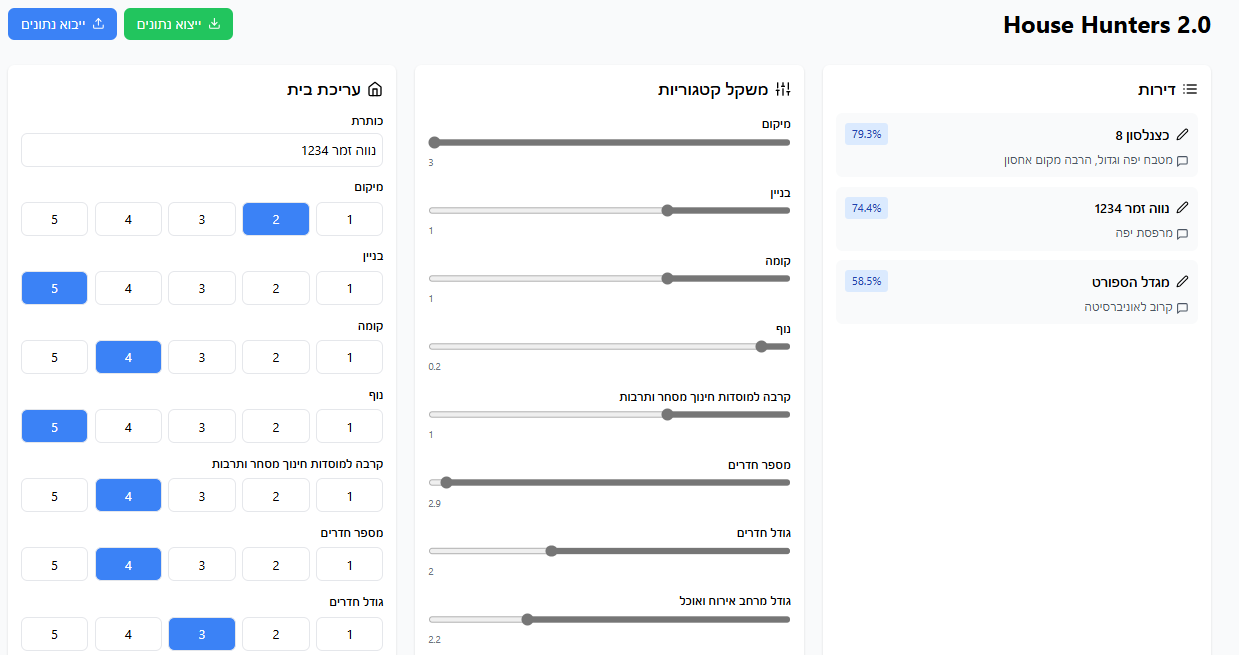 House Hunters 2.0
ייצוא נתונים
ייבוא נתונים
דירות
כצנלסון 8
79.3%
מטבח יפה וגדול, הרבה מקום אחסון
נווה זמר 1234
74.4%
מרפסת יפה
מגדל הספורט
58.5%
קרוב לאוניברסיטה
משקל קטגוריות
מיקום
3
בניין
1
קומה
1
נוף
0.2
קרבה למוסדות חינוך מסחר ותרבות
1
מספר חדרים
2.9
גודל חדרים
2
גודל מרחב אירוח ואוכל
2.2
עריכת בית
כותרת
נווה זמר 1234
מיקום
1 2 3 4 5
בניין
1 2 3 4 5
קומה
1 2 3 4 5
נוף
1 2 3 4 5
קרבה למוסדות חינוך מסחר ותרבות
1 2 3 4 5
מספר חדרים
1 2 3 4 5
גודל חדרים
1 2 3 4 5